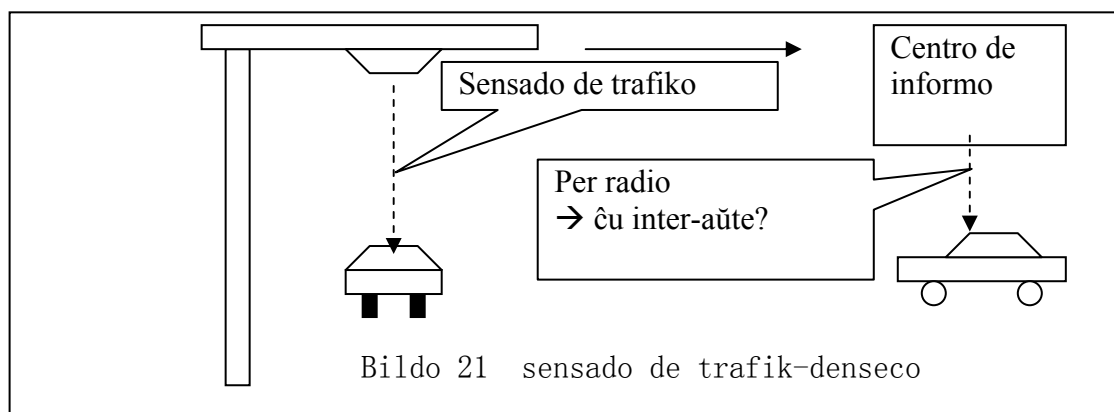 Sensado de trafiko
Centro de
informo
Per radio
→ ĉu inter-aŭte?
Bildo 21 sensado de trafik-denseco